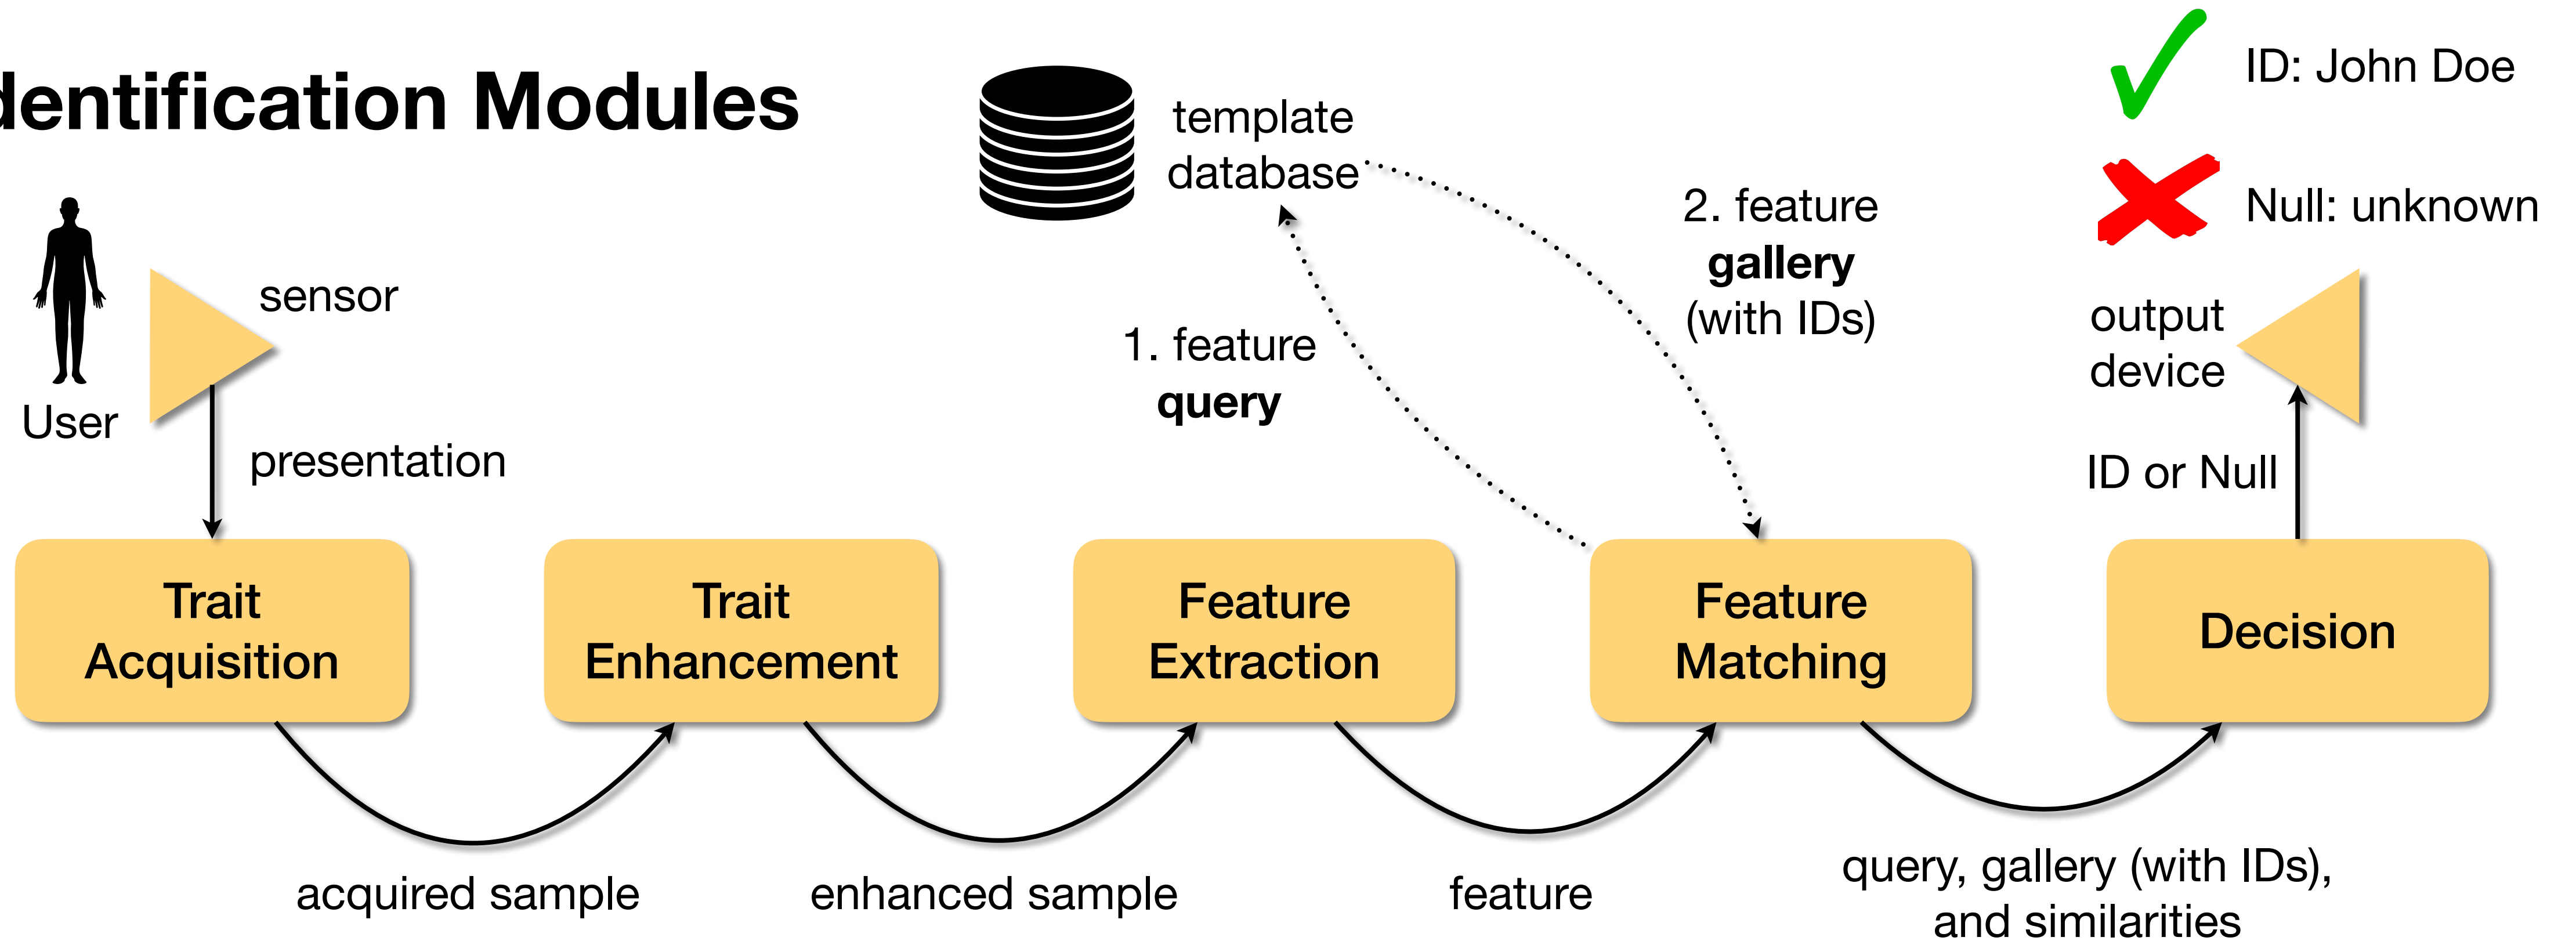 dentification Modules
template
database
ID: John Doe
Null: unknown
2. feature
gallery
(with IDs)
sensor
User
presentation
1. feature
query
output
device
ID or Null
Trait
Acquisition
Trait
Enhancement
Feature
Extraction
Feature
Matching
Decision
acquired sample
enhanced sample
feature
query, gallery (with IDs),
and similarities